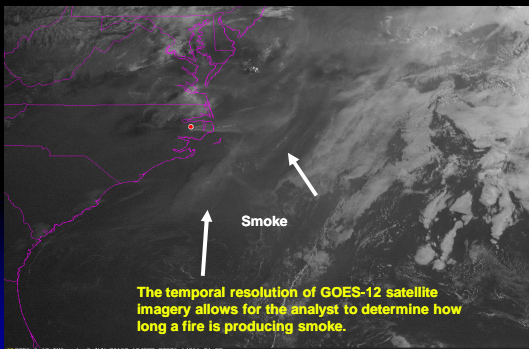 Smoke
The temporal resolution of GOES-12 satellite
imagery allows for the analyst to determine how
long a fire is producing smoke.